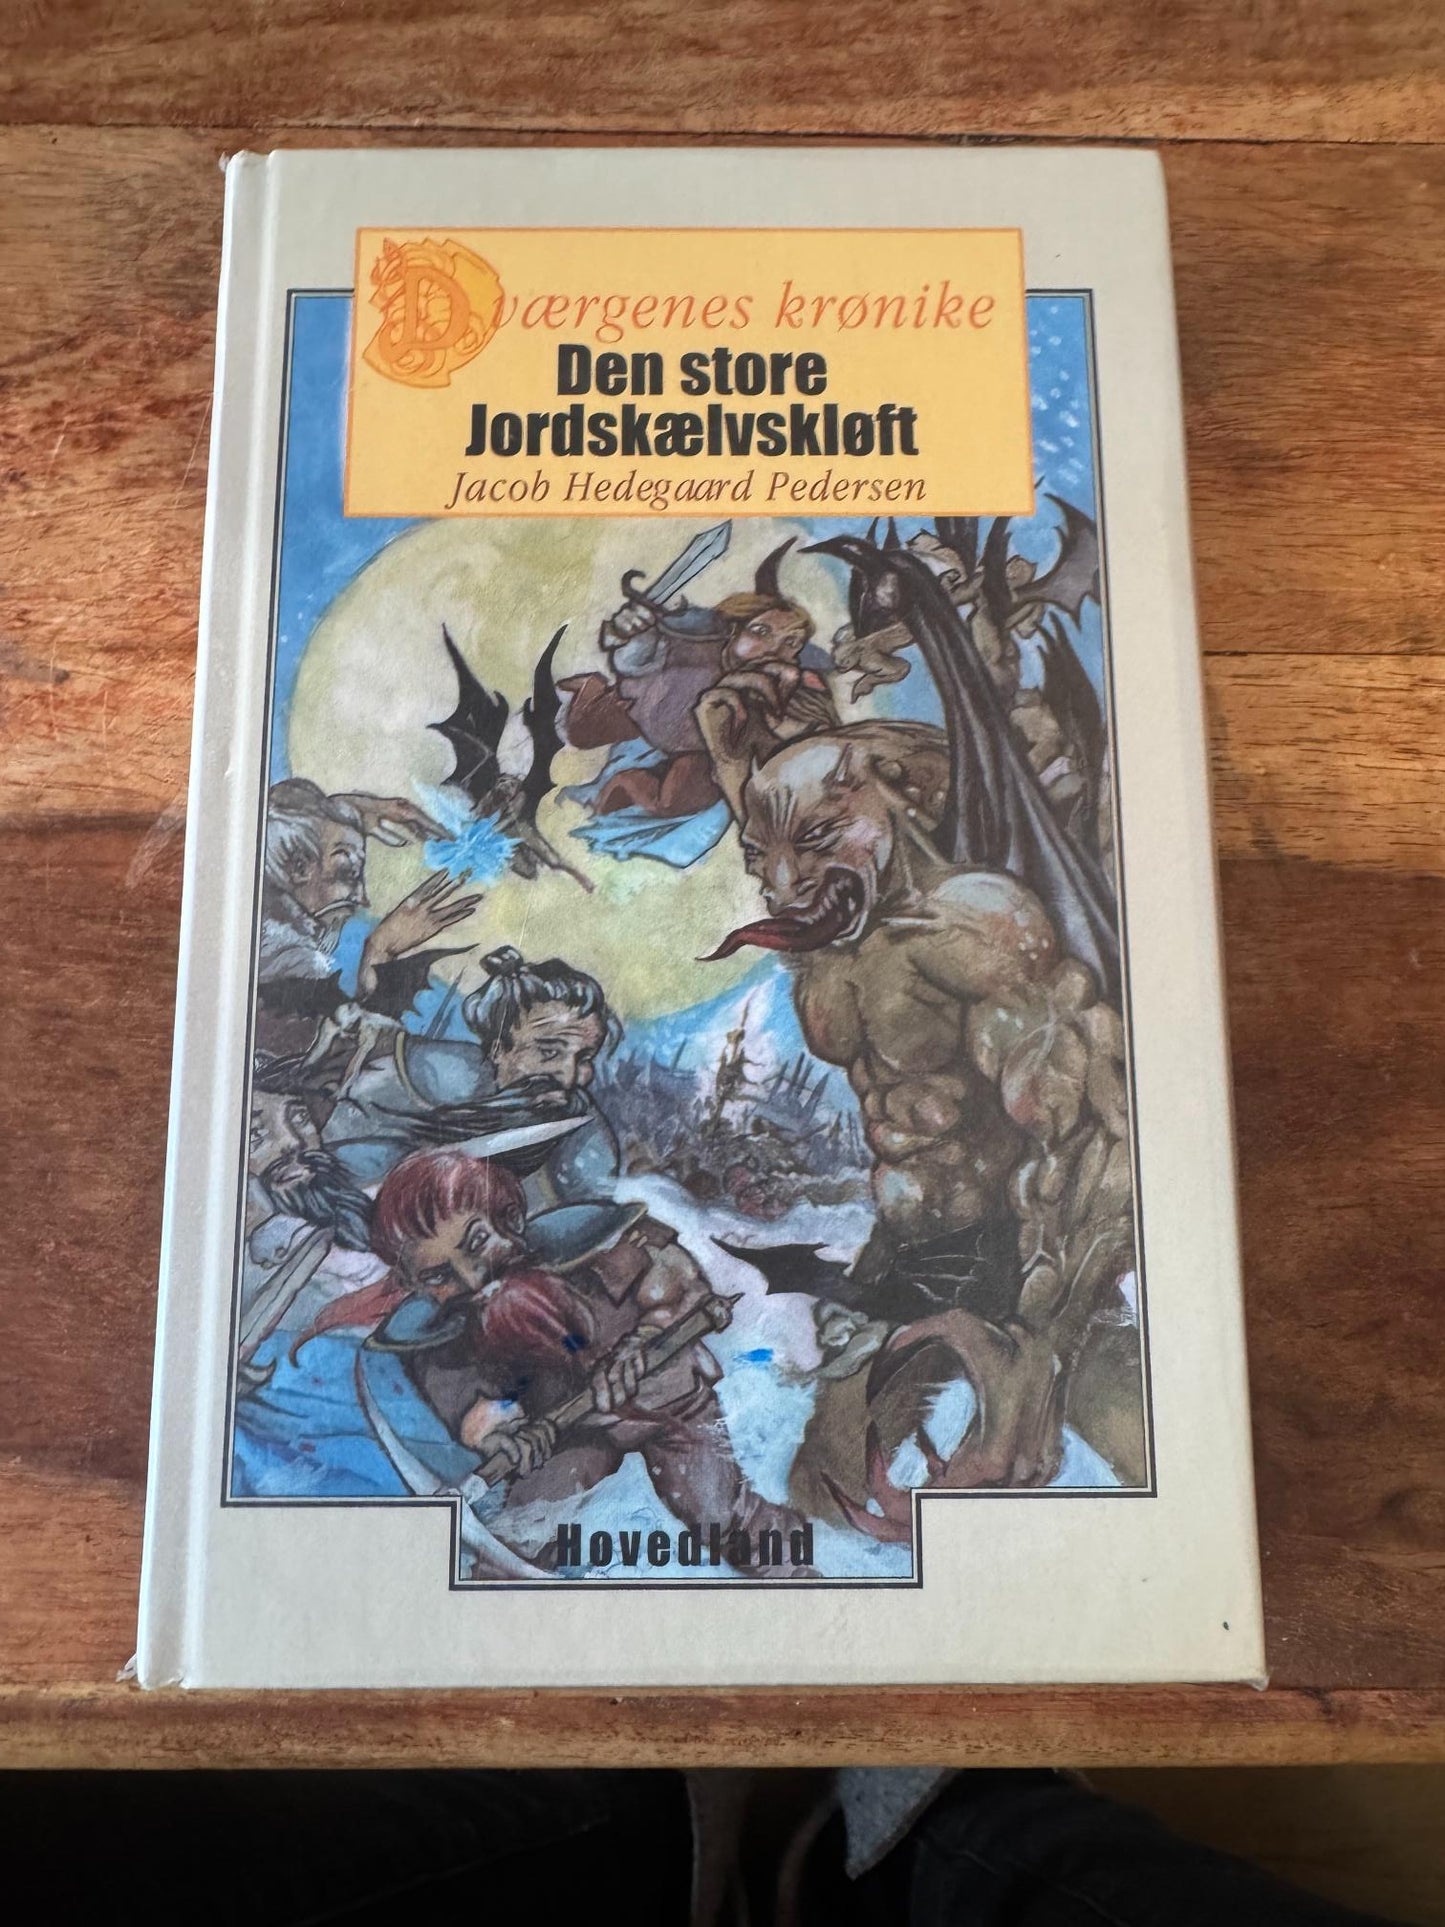 Dværgenes krønike
Den store
Jordskælvskløft
Jacob Hedegaard Pedersen
Hovedland